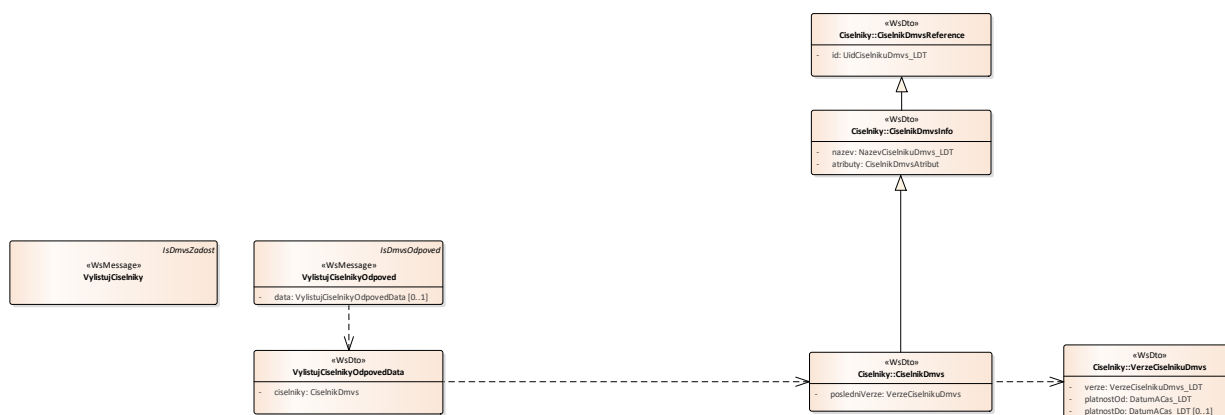 «WsDto»
Ciselniky::CiselnikDmvsReference
- id: UidCiselnikuDmvs_LDT
«WsDto»
Ciselniky::CiselnikDmvsInfo
- nazev: NazevCiselnikuDmvs_LDT
- atributy: CiselnikDmvsAtribut
IsDmvsZadost
«WsMessage»
VylistujCiselniky
IsDmvsOdpoved
«WsMessage»
VylistujCiselnikyOdpoved
- data: VylistujCiselnikyOdpovedData [0..1]
«WsDto»
VylistujCiselnikyOdpovedData
- ciselniky: CiselnikDmvs
«WsDto»
Ciselniky::CiselnikDmvs
- posledniVerze: VerzeCiselnikuDmvs
«WsDto»
Ciselniky::VerzeCiselnikuDmvs
- verze: VerzeCiselnikuDmvs_LDT
- platnostOd: DatumACas_LDT
- platnostDo: DatumACas_LDT [0..1]